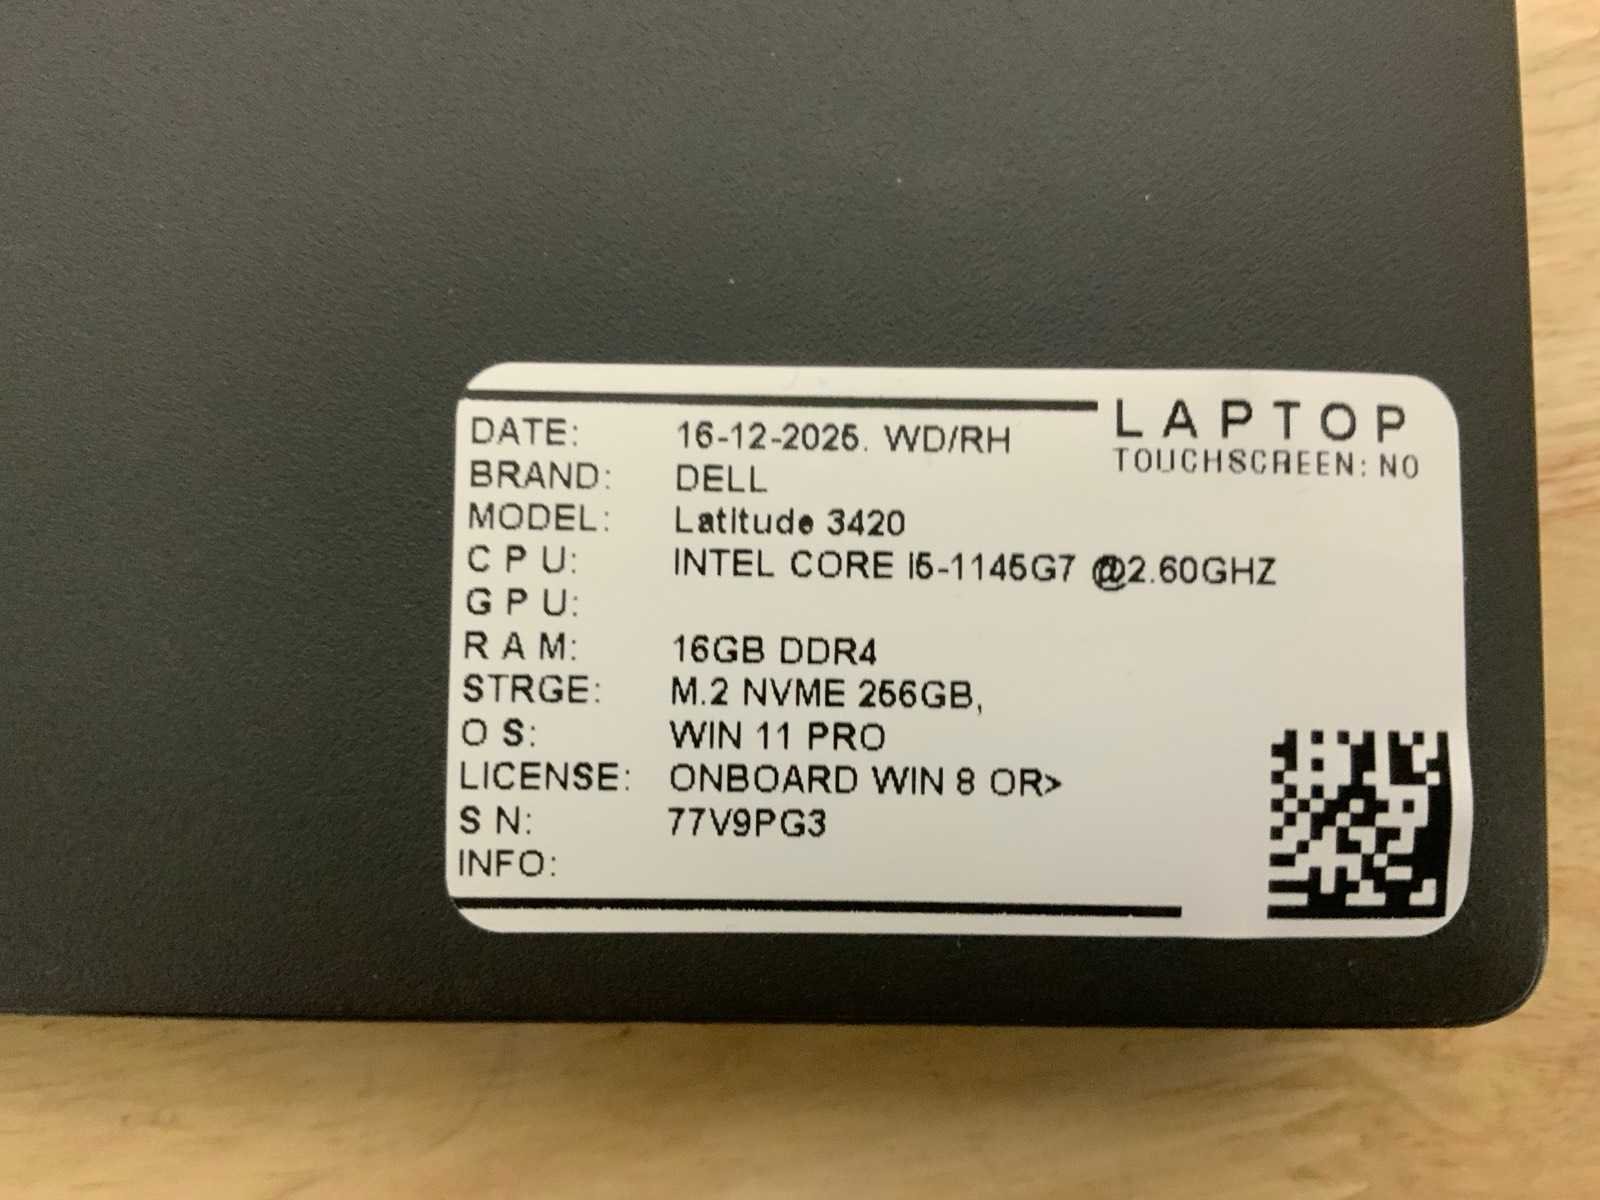 LAPTOP
TOUCHSCREEN: NO
DATE: 16-12-2025. WD/RH
BRAND: DELL
MODEL: Latitude 3420
C P U: INTEL CORE I5-1145G7 @2.60GHZ
G P U:
R A M: 16GB DDR4
STRGE: M.2 NVME 256GB,
O S: WIN 11 PRO
LICENSE: ONBOARD WIN 8 OR>
S N: 77V9PG3
INFO: